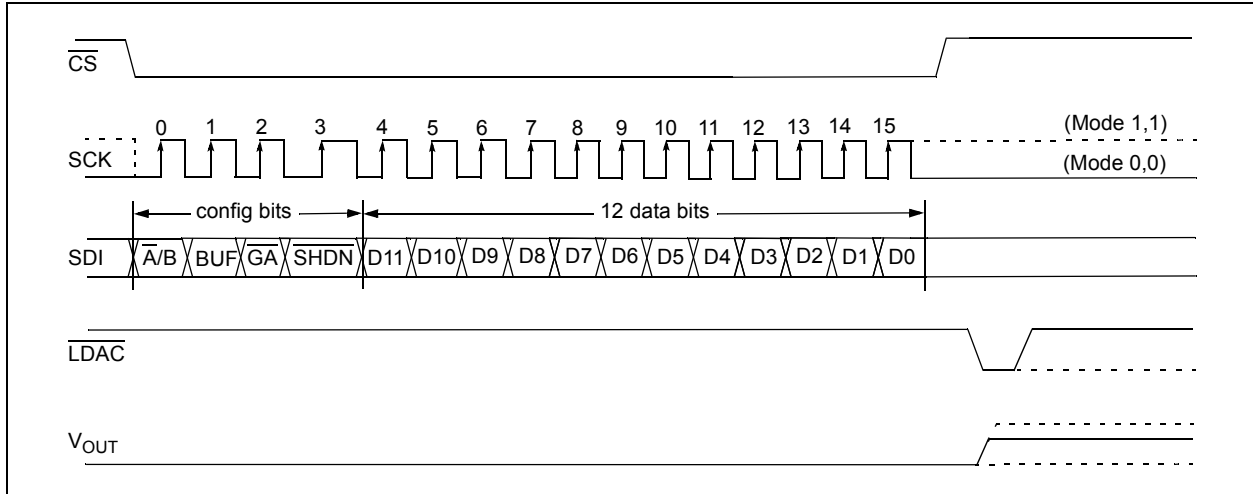 CS
0 1 2 3 4 5 6 7 8 9 10 11 12 13 14 15 (Mode 1,1)
SCK (Mode 0,0)
config bits 12 data bits
SDI A/B BUF GA SHDN D11 D10 D9 D8 D7 D6 D5 D4 D3 D2 D1 D0
LDAC
VOUT